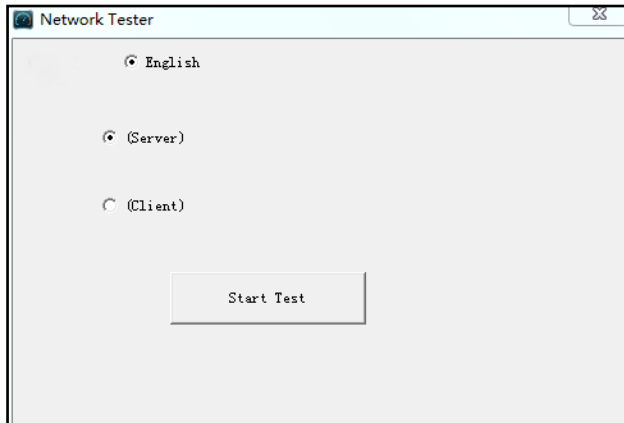 Network Tester
English
(Server)
(Client)
Start Test